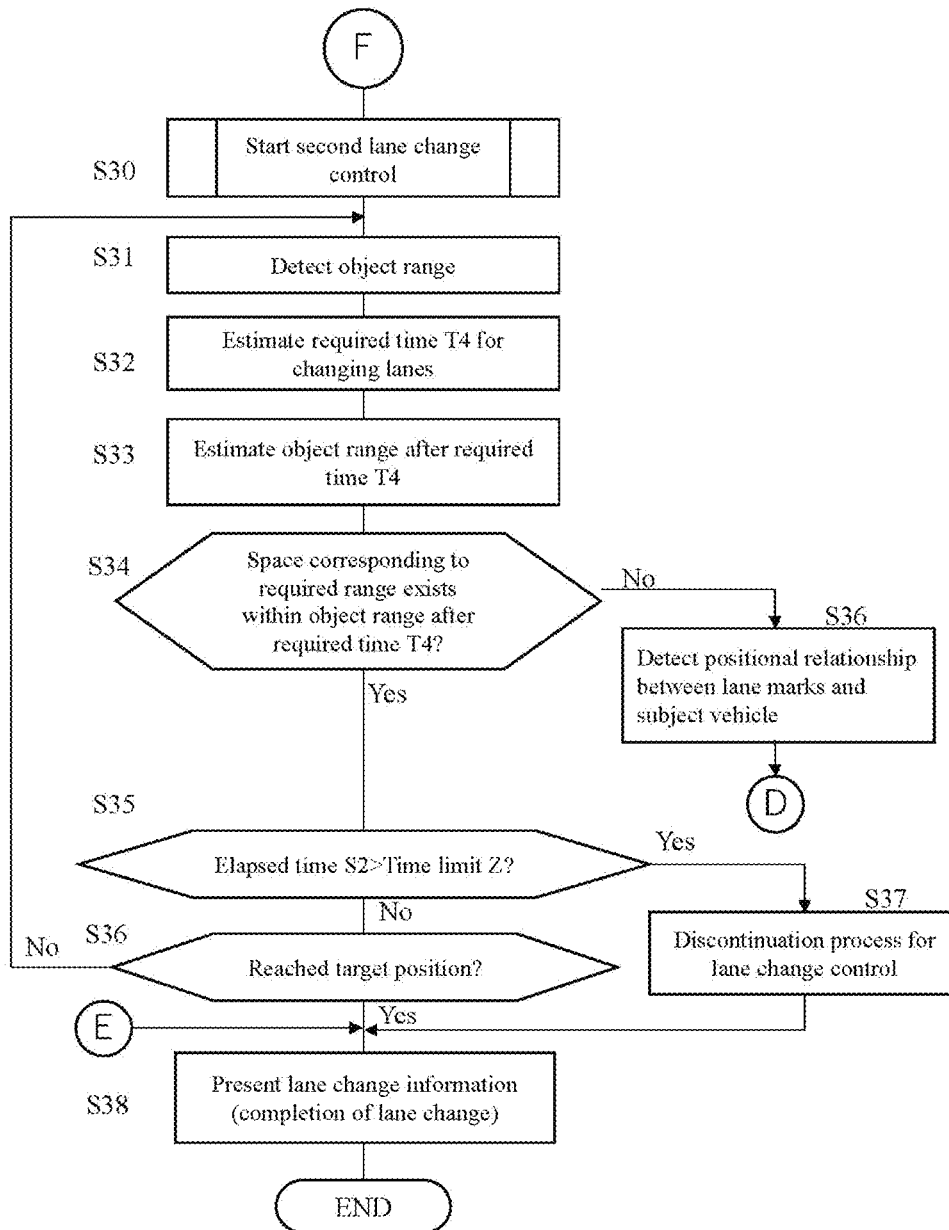 F
S30
Start second lane change
control
S31
Detect object range
S32
Estimate required time T4 for
changing lanes
S33
Estimate object range after required
time T4
S34
Space corresponding to
required range exists
within object range after
required time T4?
No
Yes
S36
Detect positional relationship
between lane marks and
subject vehicle
D
S35
Elapsed time S2>Time limit Z?
Yes
No
S37
Discontinuation process for
lane change control
S36
No
Reached target position?
Yes
E
S38
Present lane change information
(completion of lane change)
END